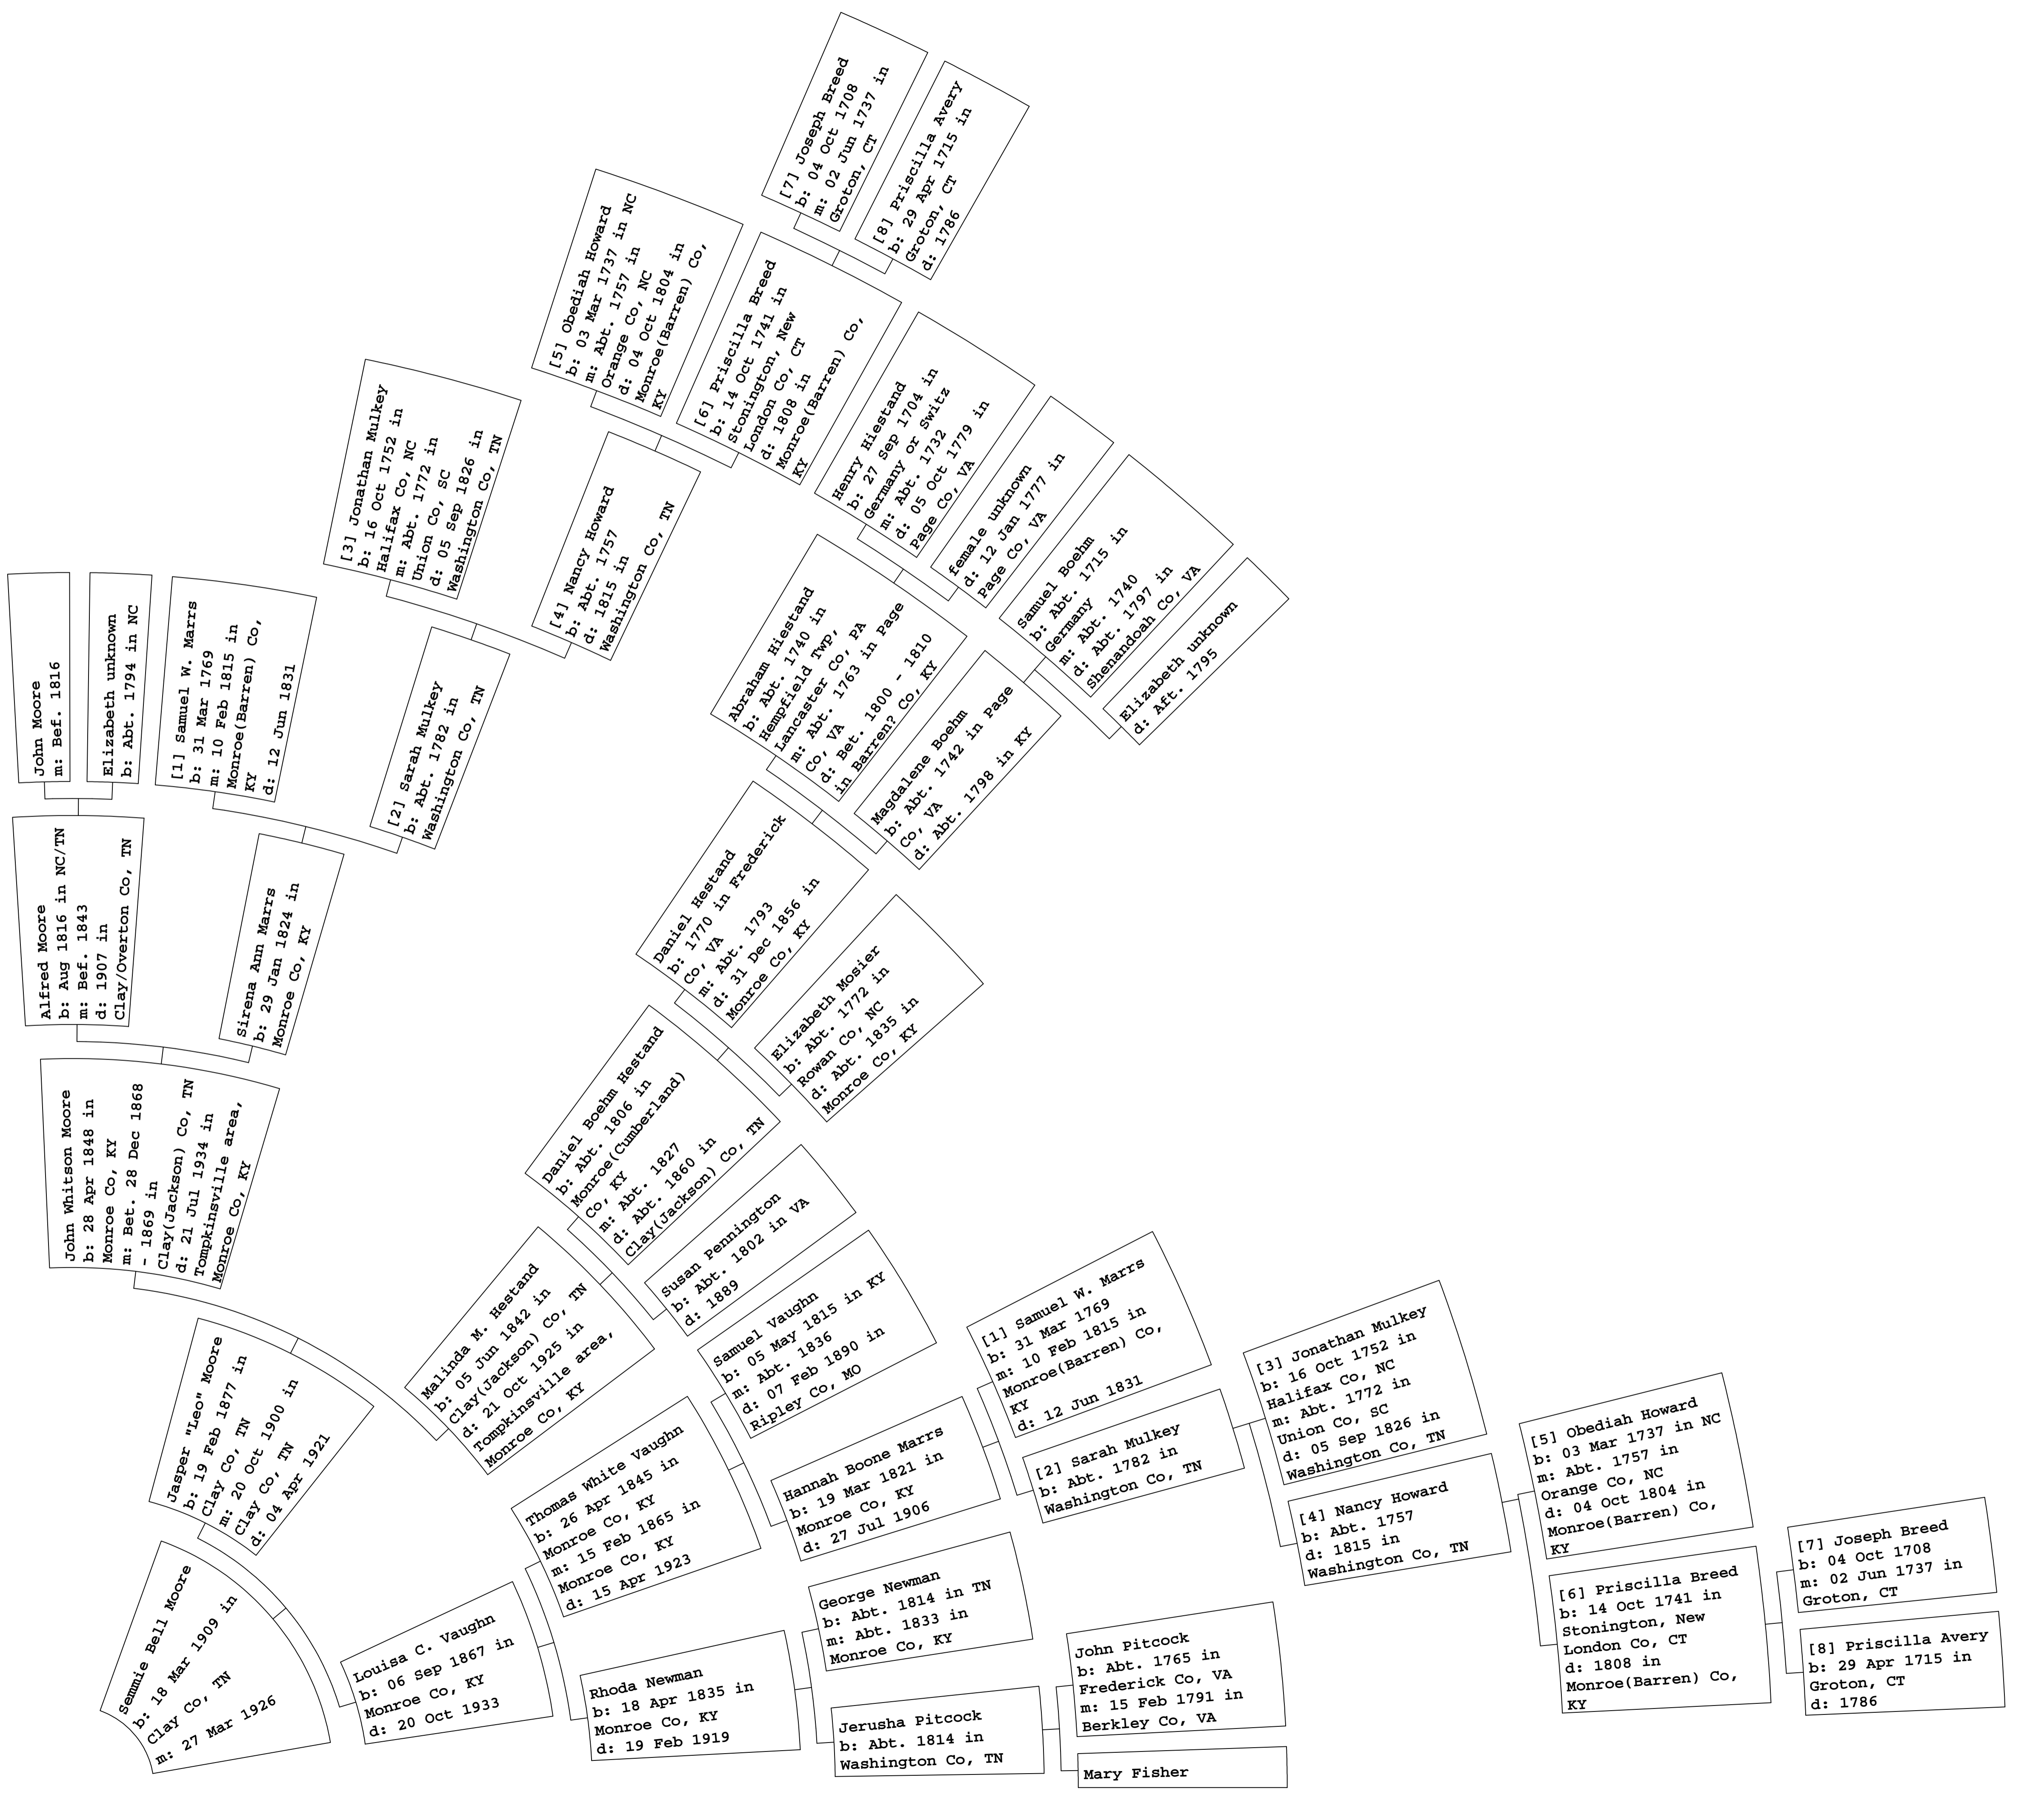 [7] Joseph Breed
b: 04 Oct 1708
m: 02 Jun 1737 in
Groton, CT
[8] Priscilla Avery
b: 29 Apr 1715 in
Groton, CT
d: 1786
[5] Obediah Howard
b: 03 Mar 1737 in NC
m: Abt. 1757 in
Orange Co, NC
d: 04 Oct 1804 in
Monroe(Barren) Co,
KY
[6] Priscilla Breed
b: 14 Oct 1741 in
Stonington, New
London Co, CT
d: 1808 in
Monroe(Barren) Co,
KY
Henry Hiestand
b: 27 Sep 1704 in
Germany or Switz
m: Abt. 1732
d: 05 Oct 1779 in
Page Co, VA
female unknown
d: 12 Jan 1777 in
Page Co, VA
Samuel Boehm
b: Abt. 1715 in
Germany
m: Abt. 1740
d: Abt. 1797 in
Shenandoah Co, VA
Elizabeth unknown
d: Aft. 1795
[3] Jonathan Mulkey
b: 16 Oct 1752 in
Halifax Co, NC
m: Abt. 1772 in
Union Co, SC
d: 05 Sep 1826 in
Washington Co, TN
[4] Nancy Howard
b: Abt. 1757
d: 1815 in
Washington Co, TN
Abraham Hiestand
b: Abt. 1740 in
Hempfield Twp,
Lancaster Co, PA
m: Abt. 1763 in Page
Co, VA
d: Bet. 1800 - 1810
in Barren? Co, KY
Magdalene Boehm
b: Abt. 1742 in Page
Co, VA
d: Abt. 1798 in KY
John Moore
m: Bef. 1816
Elizabeth unknown
b: Abt. 1794 in NC
[1] Samuel W. Marrs
b: 31 Mar 1769
m: 10 Feb 1815 in
Monroe(Barren) Co,
KY
d: 12 Jun 1831
[2] Sarah Mulkey
b: Abt. 1782 in
Washington Co, TN
Daniel Hestand
b: 1770 in Frederick
Co, VA
m: Abt. 1793
d: 31 Dec 1856 in
Monroe Co, KY
Elizabeth Mosier
b: Abt. 1772 in
Rowan Co, NC
d: Abt. 1835 in
Monroe Co, KY
Alfred Moore
b: Aug 1816 in NC/TN
m: Bef. 1843
d: 1907 in
Clay/Overton Co, TN
Sirena Ann Marrs
b: 29 Jan 1824 in
Monroe Co, KY
Daniel Boehm Hestand
b: Abt. 1806 in
Monroe(Cumberland)
Co, KY
m: Abt. 1827
d: Abt. 1860 in
Clay(Jackson) Co, TN
Susan Pennington
b: Abt. 1802 in VA
d: 1889
John Whitson Moore
b: 28 Apr 1848 in
Monroe Co, KY
m: Bet. 28 Dec 1868
- 1869 in
Clay(Jackson) Co, TN
d: 21 Jul 1934 in
Tompkinsville area,
Monroe Co, KY
Malinda M. Hestand
b: 05 Jun 1842 in
Clay(Jackson) Co, TN
d: 21 Oct 1925 in
Tompkinsville area,
Monroe Co, KY
Jasper "Leo" Moore
b: 19 Feb 1877 in
Clay Co, TN
m: 20 Oct 1900 in
Clay Co, TN
d: 04 Apr 1921
Semmie Bell Moore
b: 18 Mar 1909 in
Clay Co, TN
m: 27 Mar 1926
Louisa C. Vaughn
b: 06 Sep 1867 in
Monroe Co, KY
d: 20 Oct 1933
Thomas White Vaughn
b: 26 Apr 1845 in
Monroe Co, KY
m: 15 Feb 1865 in
Monroe Co, KY
d: 15 Apr 1923
Rhoda Newman
b: 18 Apr 1835 in
Monroe Co, KY
d: 19 Feb 1919
Samuel Vaughn
b: 05 May 1815 in KY
m: Abt. 1836
d: 07 Feb 1890 in
Ripley Co, MO
Hannah Boone Marrs
b: 19 Mar 1821 in
Monroe Co, KY
d: 27 Jul 1906
George Newman
b: Abt. 1814 in TN
m: Abt. 1833 in
Monroe Co, KY
Jerusha Pitcock
b: Abt. 1814 in
Washington Co, TN
[1] Samuel W. Marrs
b: 31 Mar 1769
m: 10 Feb 1815 in
Monroe(Barren) Co,
KY
d: 12 Jun 1831
[2] Sarah Mulkey
b: Abt. 1782 in
Washington Co, TN
John Pitcock
b: Abt. 1765 in
Frederick Co, VA
m: 15 Feb 1791 in
Berkley Co, VA
Mary Fisher
[3] Jonathan Mulkey
b: 16 Oct 1752 in
Halifax Co, NC
m: Abt. 1772 in
Union Co, SC
d: 05 Sep 1826 in
Washington Co, TN
[4] Nancy Howard
b: Abt. 1757
d: 1815 in
Washington Co, TN
[5] Obediah Howard
b: 03 Mar 1737 in NC
m: Abt. 1757 in
Orange Co, NC
d: 04 Oct 1804 in
Monroe(Barren) Co,
KY
[6] Priscilla Breed
b: 14 Oct 1741 in
Stonington, New
London Co, CT
d: 1808 in
Monroe(Barren) Co,
KY
[7] Joseph Breed
b: 04 Oct 1708
m: 02 Jun 1737 in
Groton, CT
[8] Priscilla Avery
b: 29 Apr 1715 in
Groton, CT
d: 1786